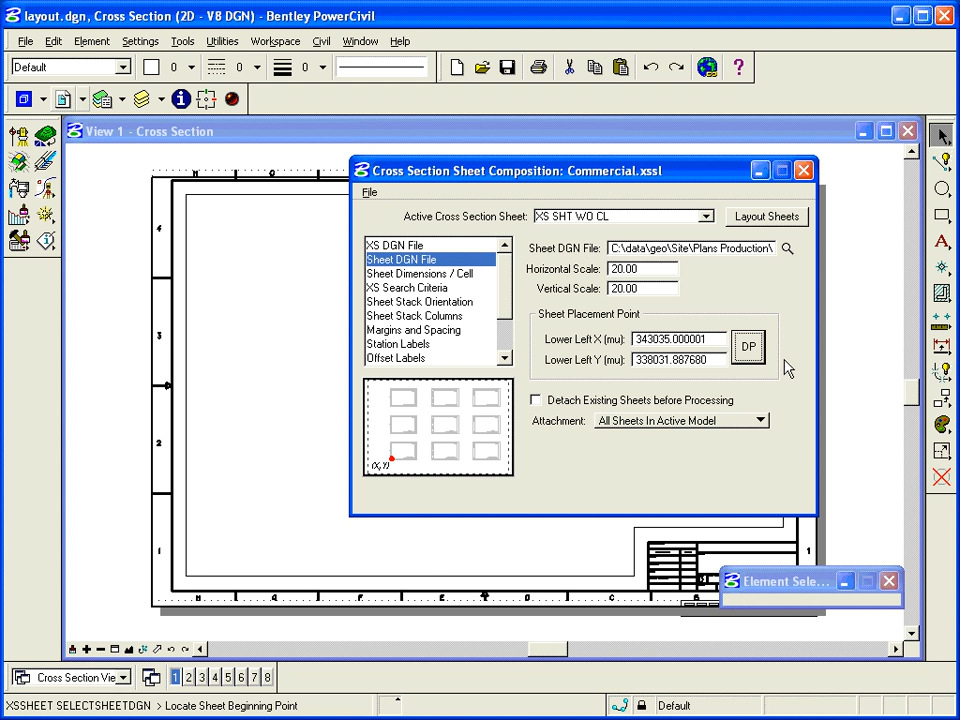 layout.dgn, Cross Section (2D - V8 DGN) - Bentley PowerCivil
File Edit Element Settings Tools Utilities Workspace Civil Window Help
Default 0 0 0
View 1 - Cross Section
Cross Section Sheet Composition: Commercial.xssl
File
Active Cross Section Sheet: XS SHT WO CL Layout Sheets
XS DGN File
Sheet DGN File
Sheet Dimensions / Cell
XS Search Criteria
Sheet Stack Orientation
Sheet Stack Columns
Margins and Spacing
Station Labels
Offset Labels
Sheet DGN File: C:\data\geo\Site\Plans Production\
Horizontal Scale: 20.00
Vertical Scale: 20.00
Sheet Placement Point
Lower Left X (mu): 343035.000001
Lower Left Y (mu): 338031.887680
DP
Detach Existing Sheets before Processing
Attachment: All Sheets In Active Model
(X,Y)
H G
4
3
2
1 1
H G F E D C B
Element Sele...
Cross Section Vie 1 2 3 4 5 6 7 8
XSSHEET SELECTSHEETDGN > Locate Sheet Beginning Point Default